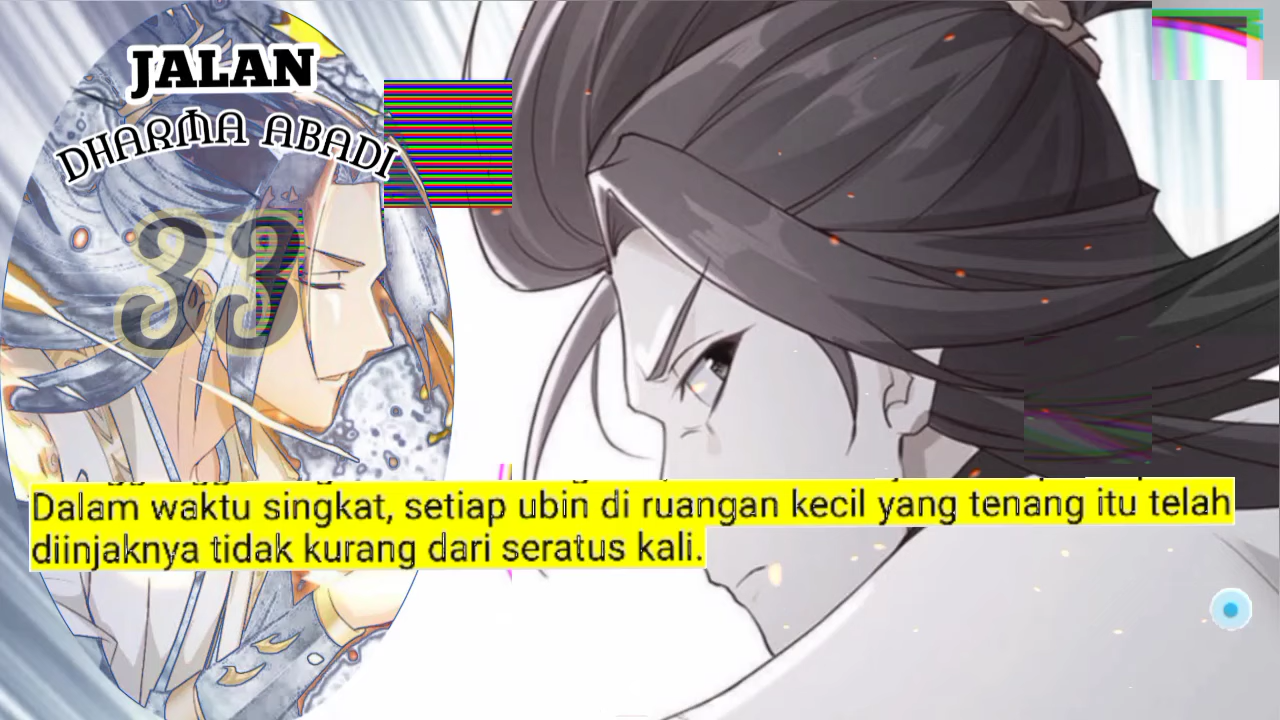 JALAN
DHARMA ABADI
33
Dalam waktu singkat, setiap ubin di ruangan kecil yang tenang itu telah
diinjaknya tidak kurang dari seratus kali.